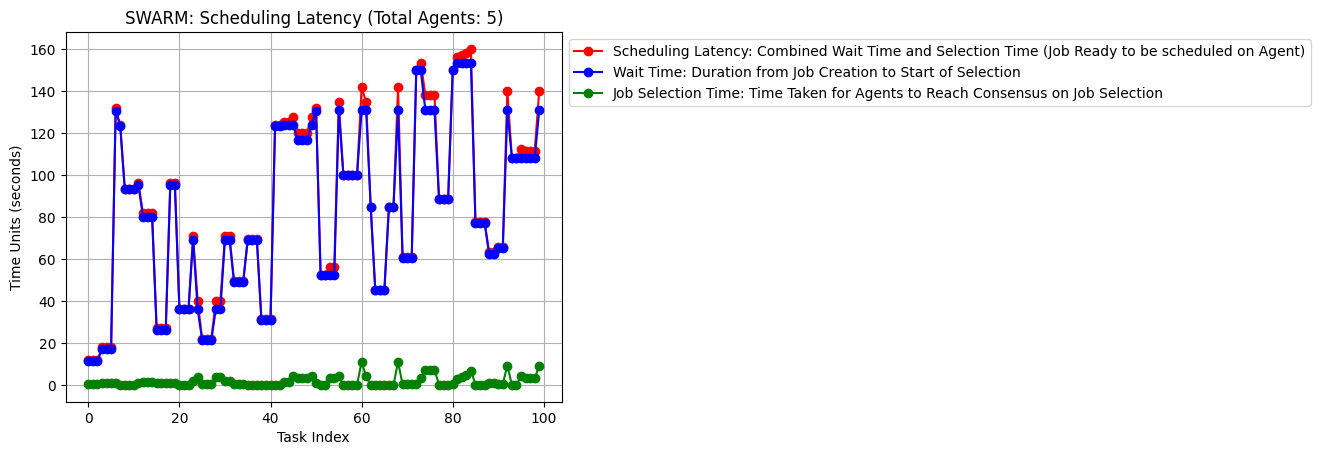 SWARM: Scheduling Latency (Total Agents: 5)
Scheduling Latency: Combined Wait Time and Selection Time (Job Ready to be scheduled on Agent)
Wait Time: Duration from Job Creation to Start of Selection
Job Selection Time: Time Taken for Agents to Reach Consensus on Job Selection
Time Units (seconds)
160
140
120
100
80
60
40
20
0
0 20 40 60 80 100
Task Index